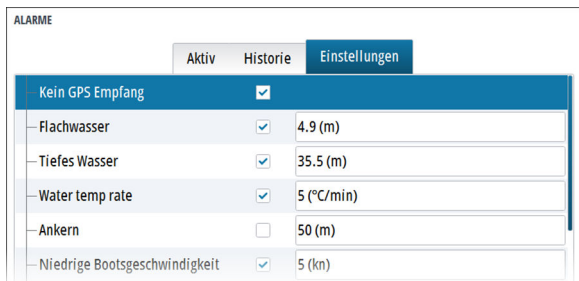 ALARME
Aktiv Historie Einstellungen
Kein GPS Empfang
Flachwasser 4.9 (m)
Tiefes Wasser 35.5 (m)
Water temp rate 5 (°C/min)
Ankern 50 (m)
Niedrige Bootsgeschwindigkeit 5 (kn)